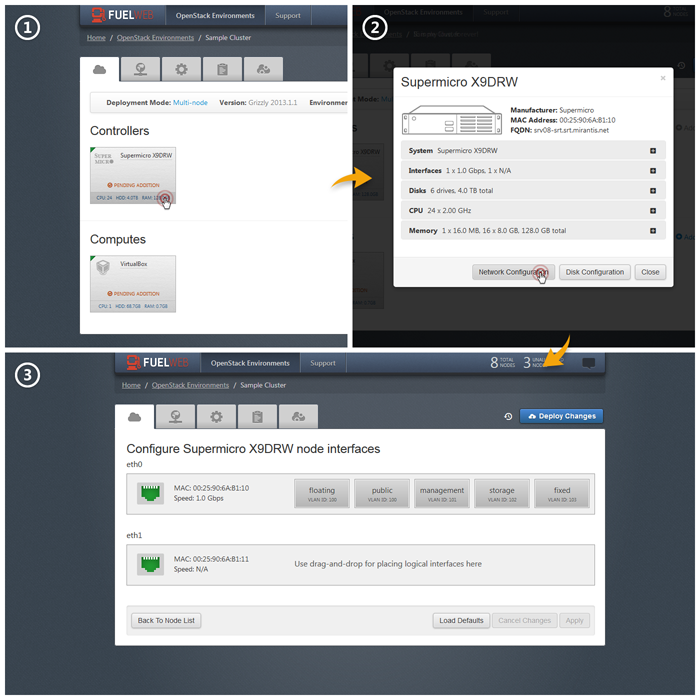 1
FUELWEB
OpenStack Environments
Support
Home / OpenStack Environments / Sample Cluster
Deployment Mode: Multi-node Version: Grizzly 2013.1.1 Environmen
Controllers
SUPER MICRO
Supermicro X9DRW
PENDING ADDITION
CPU: 24 HDD: 4.0TB RAM:
Computes
VirtualBox
PENDING ADDITION
CPU: 1 HDD: 68.7GB RAM: 0.7GB
2
OpenStack Environments
Support
8 TOTAL NODES
Supermicro X9DRW
×
Manufacturer: Supermicro
MAC Address: 00:25:90:6A:B1:10
FQDN: srv08-srt.srt.mirantis.net
System Supermicro X9DRW
Interfaces 1 x 1.0 Gbps, 1 x N/A
Disks 6 drives, 4.0 TB total
CPU 24 x 2.00 GHz
Memory 1 x 16.0 MB, 16 x 8.0 GB, 128.0 GB total
Network Configuration
Disk Configuration
Close
3
FUELWEB
OpenStack Environments
Support
8 TOTAL NODES
3
Home / OpenStack Environments / Sample Cluster
Deploy Changes
Configure Supermicro X9DRW node interfaces
eth0
MAC: 00:25:90:6A:B1:10
Speed: 1.0 Gbps
floating
VLAN ID: 100
public
VLAN ID: 100
management
VLAN ID: 101
storage
VLAN ID: 102
fixed
VLAN ID: 103
eth1
MAC: 00:25:90:6A:B1:11
Speed: N/A
Use drag-and-drop for placing logical interfaces here
Back To Node List
Load Defaults
Cancel Changes
Apply